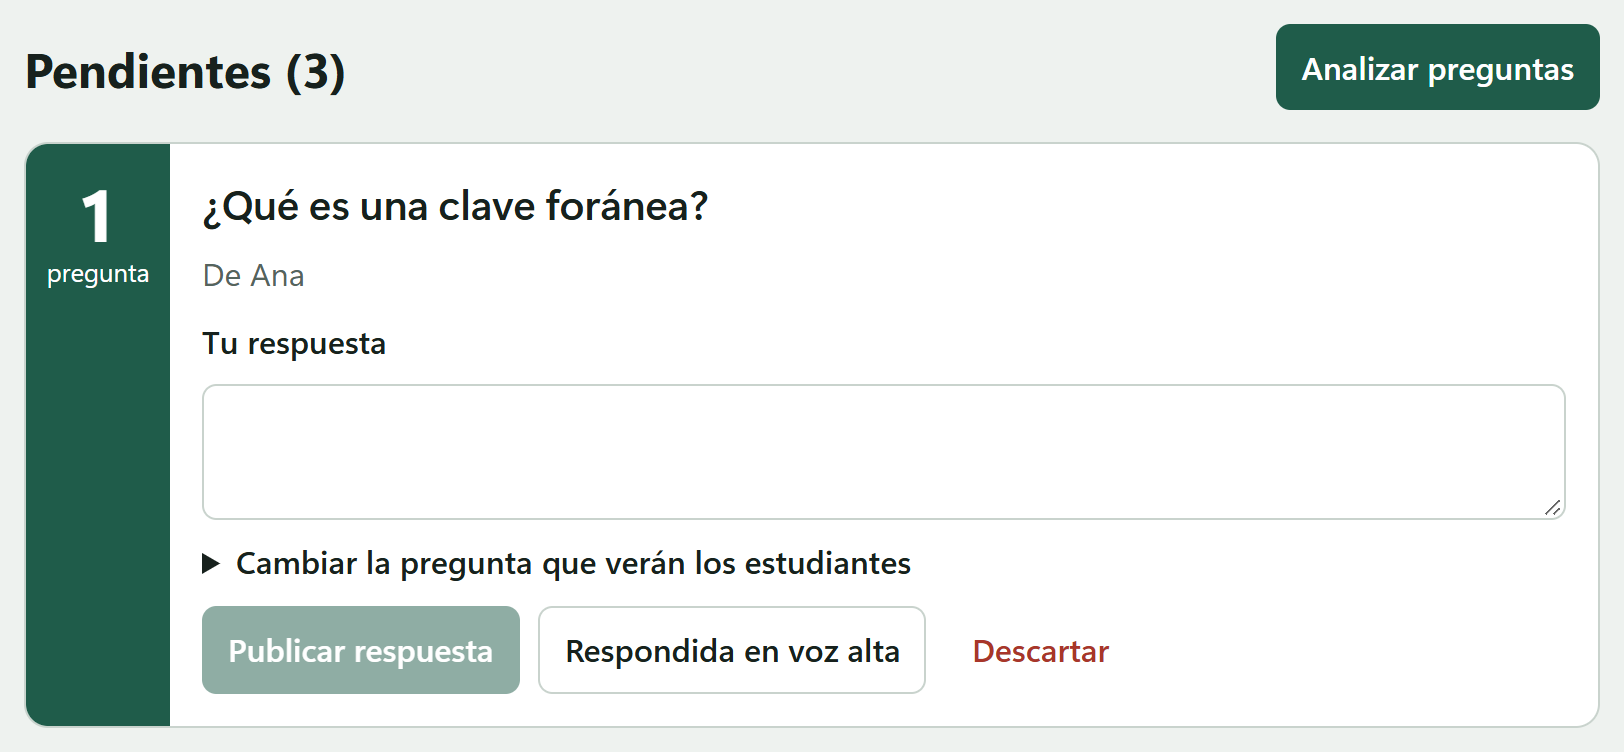 Pendientes (3)
Analizar preguntas
1
pregunta
¿Qué es una clave foránea?
De Ana
Tu respuesta
Cambiar la pregunta que verán los estudiantes
Publicar respuesta
Respondida en voz alta
Descartar